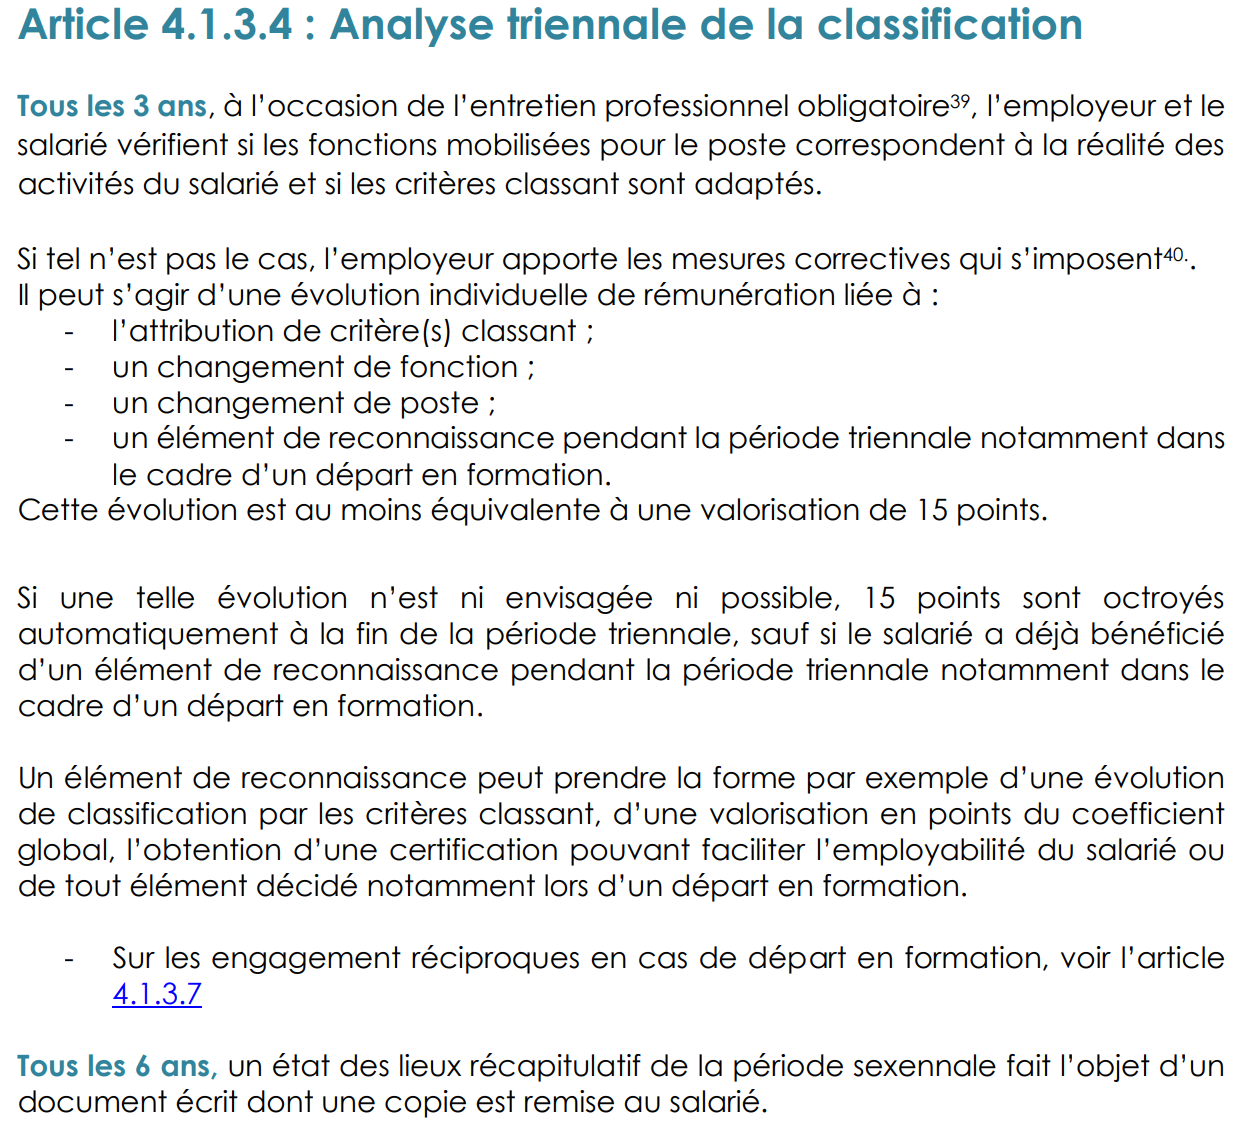 Article 4.1.3.4 : Analyse triennale de la classification
Tous les 3 ans, à l’occasion de l’entretien professionnel obligatoire39, l’employeur et le
salarié vérifient si les fonctions mobilisées pour le poste correspondent à la réalité des
activités du salarié et si les critères classant sont adaptés.
Si tel n’est pas le cas, l’employeur apporte les mesures correctives qui s’imposent40..
Il peut s’agir d’une évolution individuelle de rémunération liée à :
- l’attribution de critère(s) classant ;
- un changement de fonction ;
- un changement de poste ;
- un élément de reconnaissance pendant la période triennale notamment dans
le cadre d’un départ en formation.
Cette évolution est au moins équivalente à une valorisation de 15 points.
Si une telle évolution n’est ni envisagée ni possible, 15 points sont octroyés
automatiquement à la fin de la période triennale, sauf si le salarié a déjà bénéficié
d’un élément de reconnaissance pendant la période triennale notamment dans le
cadre d’un départ en formation.
Un élément de reconnaissance peut prendre la forme par exemple d’une évolution
de classification par les critères classant, d’une valorisation en points du coefficient
global, l’obtention d’une certification pouvant faciliter l’employabilité du salarié ou
de tout élément décidé notamment lors d’un départ en formation.
- Sur les engagement réciproques en cas de départ en formation, voir l’article
4.1.3.7
Tous les 6 ans, un état des lieux récapitulatif de la période sexennale fait l’objet d’un
document écrit dont une copie est remise au salarié.